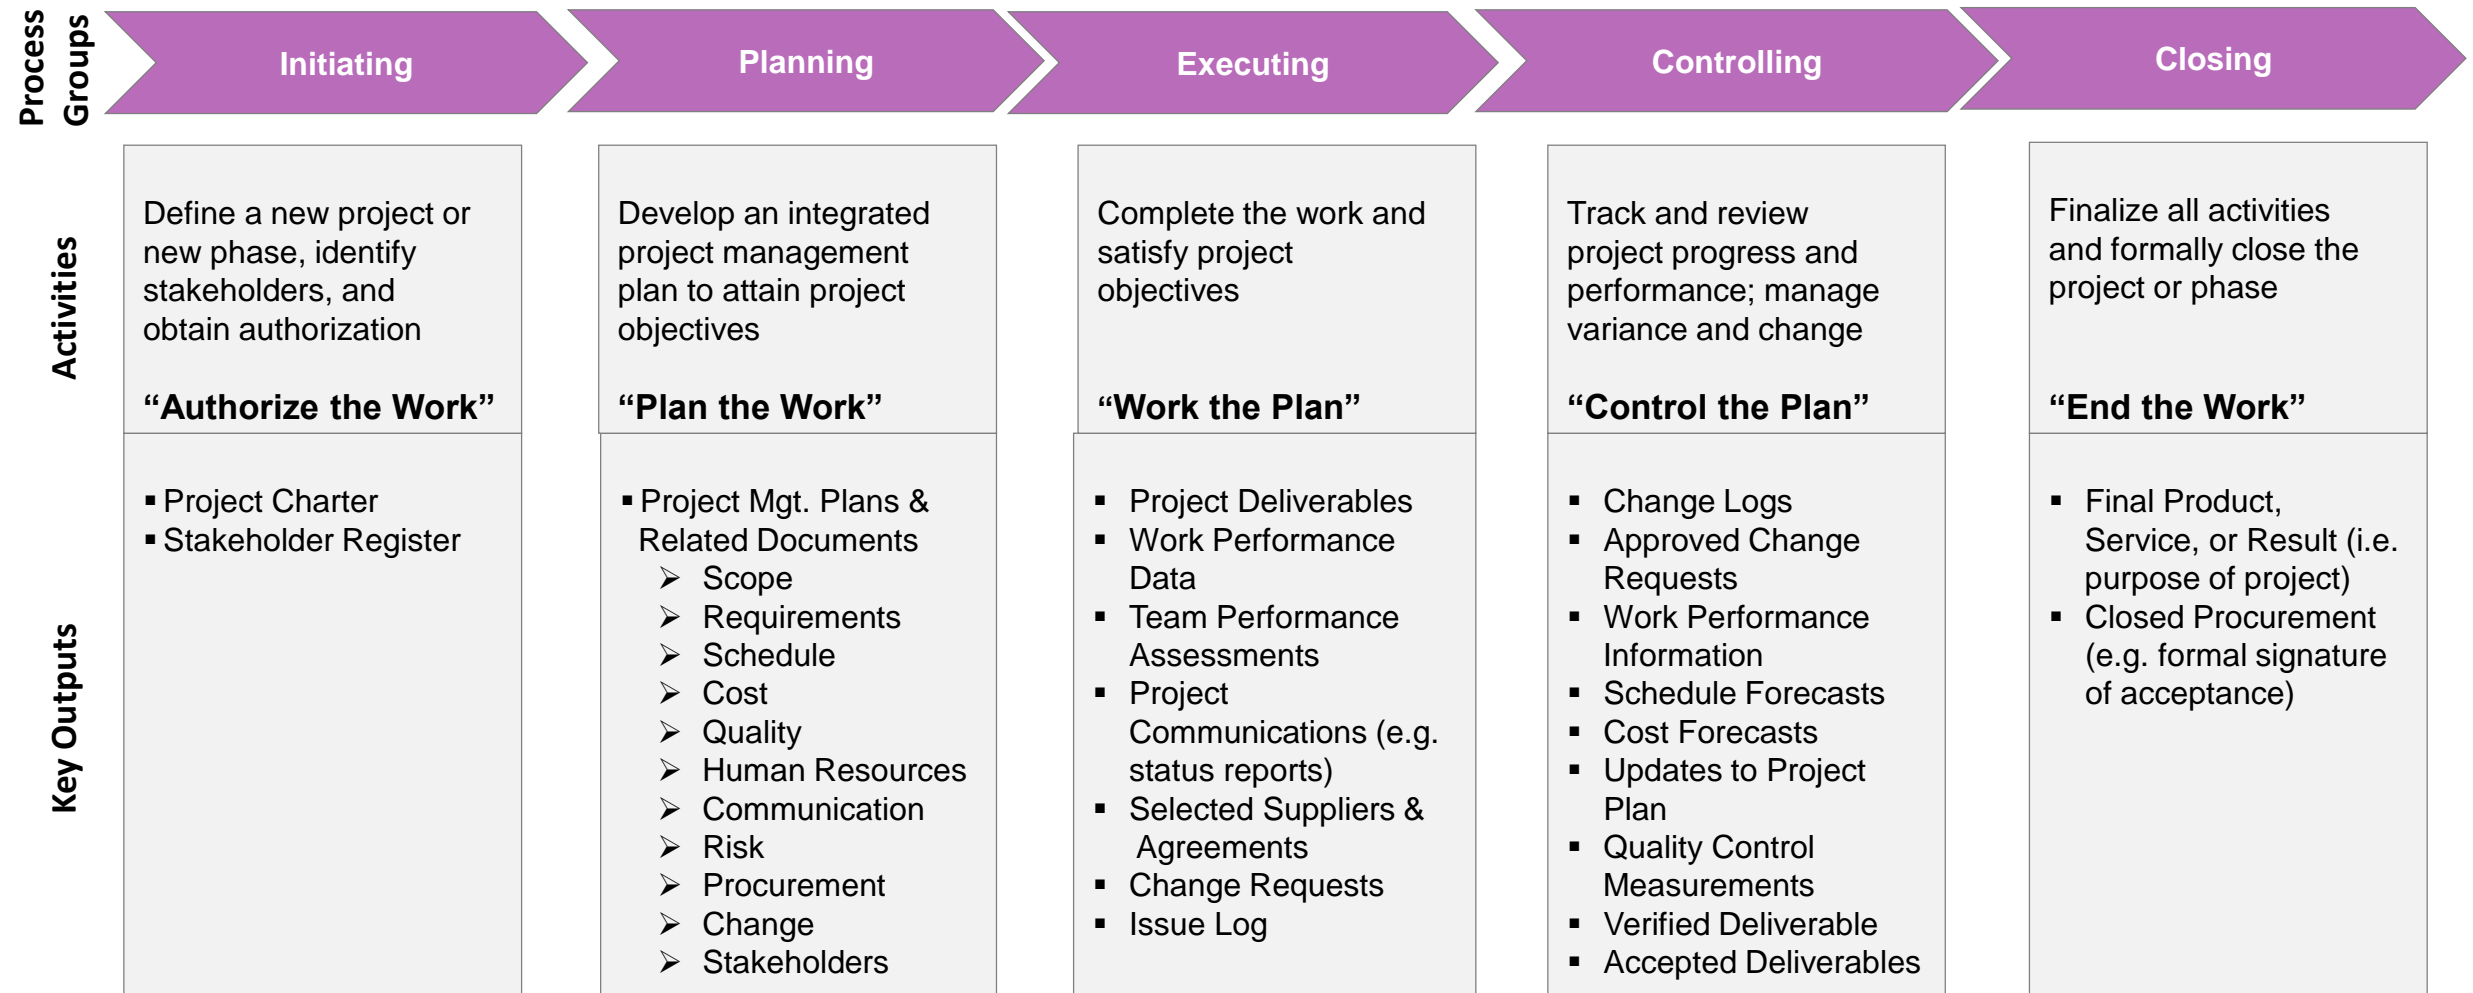 Process
Groups
Initiating
Planning
Executing
Controlling
Closing
Activities
Define a new project or
new phase, identify
stakeholders, and
obtain authorization
“Authorize the Work”
Develop an integrated
project management
plan to attain project
objectives
“Plan the Work”
Complete the work and
satisfy project
objectives
“Work the Plan”
Track and review
project progress and
performance; manage
variance and change
“Control the Plan”
Finalize all activities
and formally close the
project or phase
“End the Work”
Key Outputs
▪ Project Charter
▪ Stakeholder Register
▪ Project Mgt. Plans &
Related Documents
➢ Scope
➢ Requirements
➢ Schedule
➢ Cost
➢ Quality
➢ Human Resources
➢ Communication
➢ Risk
➢ Procurement
➢ Change
➢ Stakeholders
▪ Project Deliverables
▪ Work Performance
Data
▪ Team Performance
Assessments
▪ Project
Communications (e.g.
status reports)
▪ Selected Suppliers &
Agreements
▪ Change Requests
▪ Issue Log
▪ Change Logs
▪ Approved Change
Requests
▪ Work Performance
Information
▪ Schedule Forecasts
▪ Cost Forecasts
▪ Updates to Project
Plan
▪ Quality Control
Measurements
▪ Verified Deliverable
▪ Accepted Deliverables
▪ Final Product,
Service, or Result (i.e.
purpose of project)
▪ Closed Procurement
(e.g. formal signature
of acceptance)